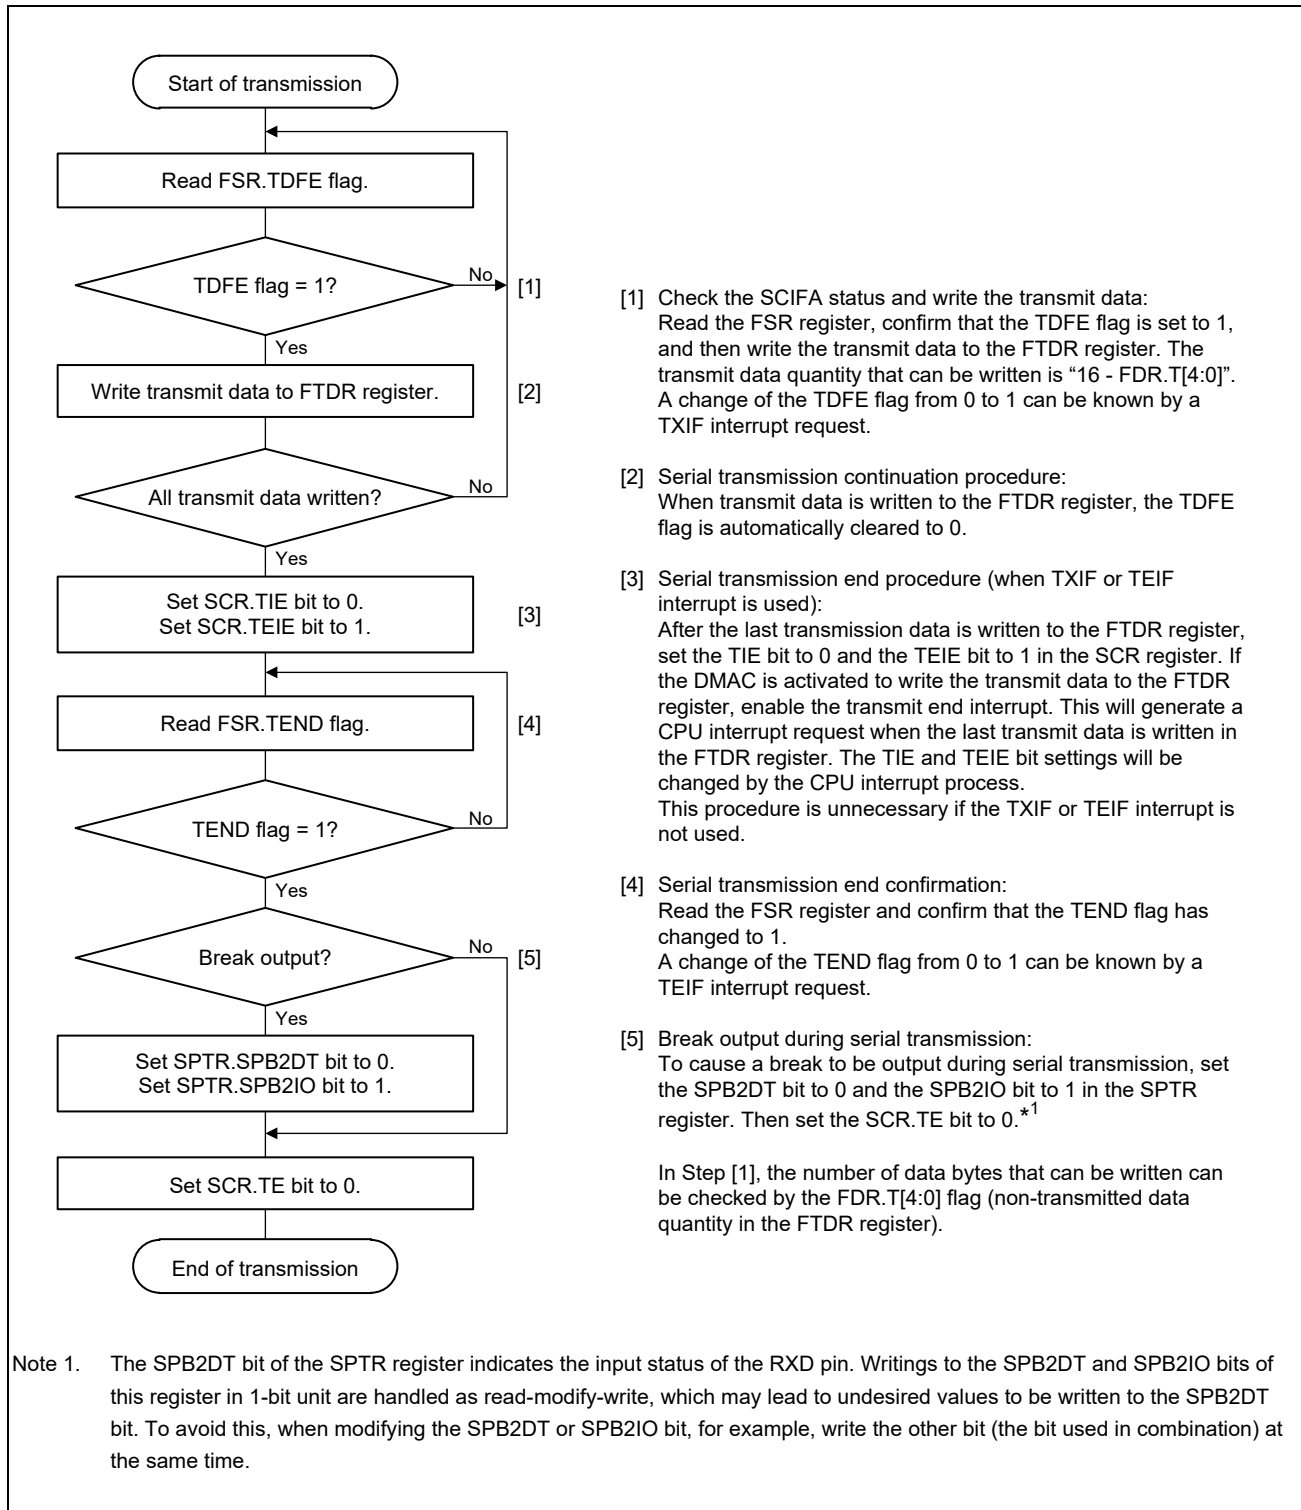 Start of transmission
Read FSR.TDFE flag.
TDFE flag = 1?
No
[1]
Yes
Write transmit data to FTDR register.
[2]
All transmit data written?
No
Yes
Set SCR.TIE bit to 0.
Set SCR.TEIE bit to 1.
[3]
Read FSR.TEND flag.
[4]
TEND flag = 1?
No
Yes
Break output?
No
[5]
Yes
Set SPTR.SPB2DT bit to 0.
Set SPTR.SPB2IO bit to 1.
Set SCR.TE bit to 0.
End of transmission
[1] Check the SCIFA status and write the transmit data:
Read the FSR register, confirm that the TDFE flag is set to 1,
and then write the transmit data to the FTDR register. The
transmit data quantity that can be written is “16 - FDR.T[4:0]”.
A change of the TDFE flag from 0 to 1 can be known by a
TXIF interrupt request.
[2] Serial transmission continuation procedure:
When transmit data is written to the FTDR register, the TDFE
flag is automatically cleared to 0.
[3] Serial transmission end procedure (when TXIF or TEIF
interrupt is used):
After the last transmission data is written to the FTDR register,
set the TIE bit to 0 and the TEIE bit to 1 in the SCR register. If
the DMAC is activated to write the transmit data to the FTDR
register, enable the transmit end interrupt. This will generate a
CPU interrupt request when the last transmit data is written in
the FTDR register. The TIE and TEIE bit settings will be
changed by the CPU interrupt process.
This procedure is unnecessary if the TXIF or TEIF interrupt is
not used.
[4] Serial transmission end confirmation:
Read the FSR register and confirm that the TEND flag has
changed to 1.
A change of the TEND flag from 0 to 1 can be known by a
TEIF interrupt request.
[5] Break output during serial transmission:
To cause a break to be output during serial transmission, set
the SPB2DT bit to 0 and the SPB2IO bit to 1 in the SPTR
register. Then set the SCR.TE bit to 0.*1
In Step [1], the number of data bytes that can be written can
be checked by the FDR.T[4:0] flag (non-transmitted data
quantity in the FTDR register).
Note 1. The SPB2DT bit of the SPTR register indicates the input status of the RXD pin. Writings to the SPB2DT and SPB2IO bits of
this register in 1-bit unit are handled as read-modify-write, which may lead to undesired values to be written to the SPB2DT
bit. To avoid this, when modifying the SPB2DT or SPB2IO bit, for example, write the other bit (the bit used in combination) at
the same time.